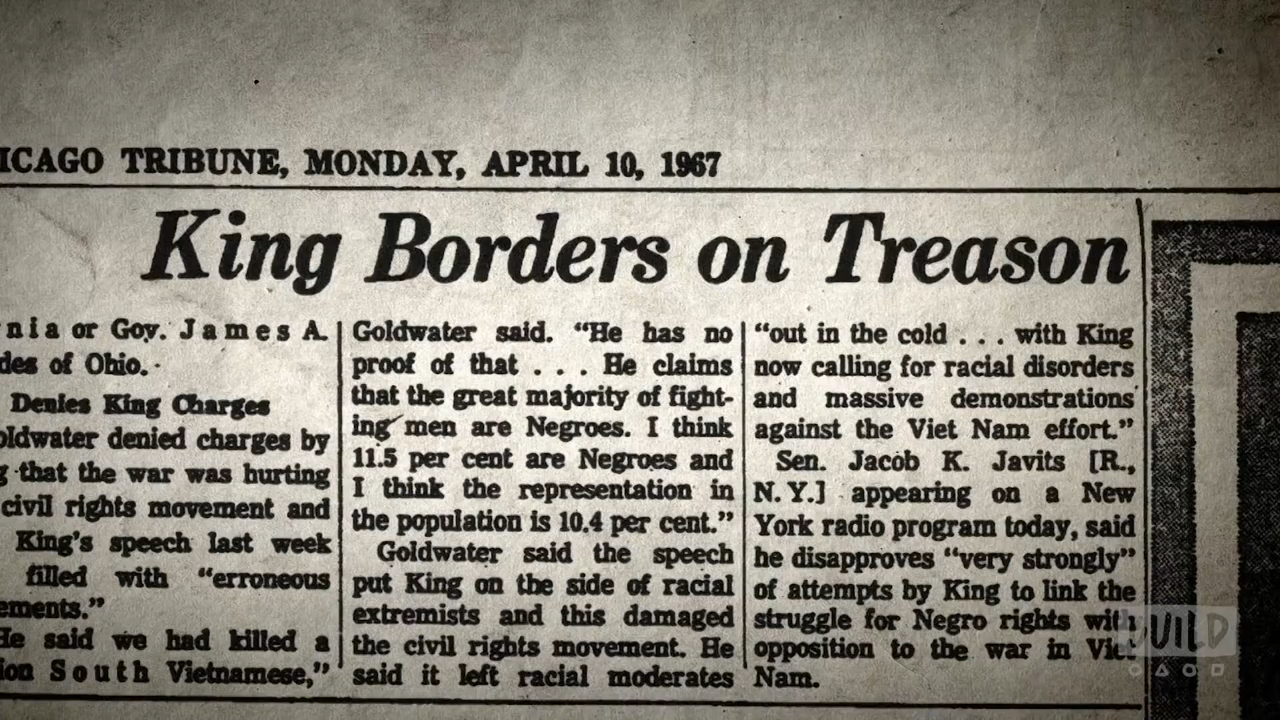 ICAGO TRIBUNE, MONDAY, APRIL 10, 1967
King Borders on Treason
nia or Gov. James A.
des of Ohio.
Denies King Charges
oldwater denied charges by
g that the war was hurting
civil rights movement and
King's speech last week
filled with "erroneous
ements."
He said we had killed a
ion South Vietnamese,"
Goldwater said. "He has no
proof of that . . . He claims
that the great majority of fight-
ing men are Negroes. I think
11.5 per cent are Negroes and
I think the representation in
the population is 10.4 per cent."
Goldwater said the speech
put King on the side of racial
extremists and this damaged
the civil rights movement. He
said it left racial moderates
"out in the cold . . . with King
now calling for racial disorders
and massive demonstrations
against the Viet Nam effort."
Sen. Jacob K. Javits [R.,
N. Y.] appearing on a New
York radio program today, said
he disapproves "very strongly"
of attempts by King to link the
struggle for Negro rights with
opposition to the war in Viet
Nam.
BUILD